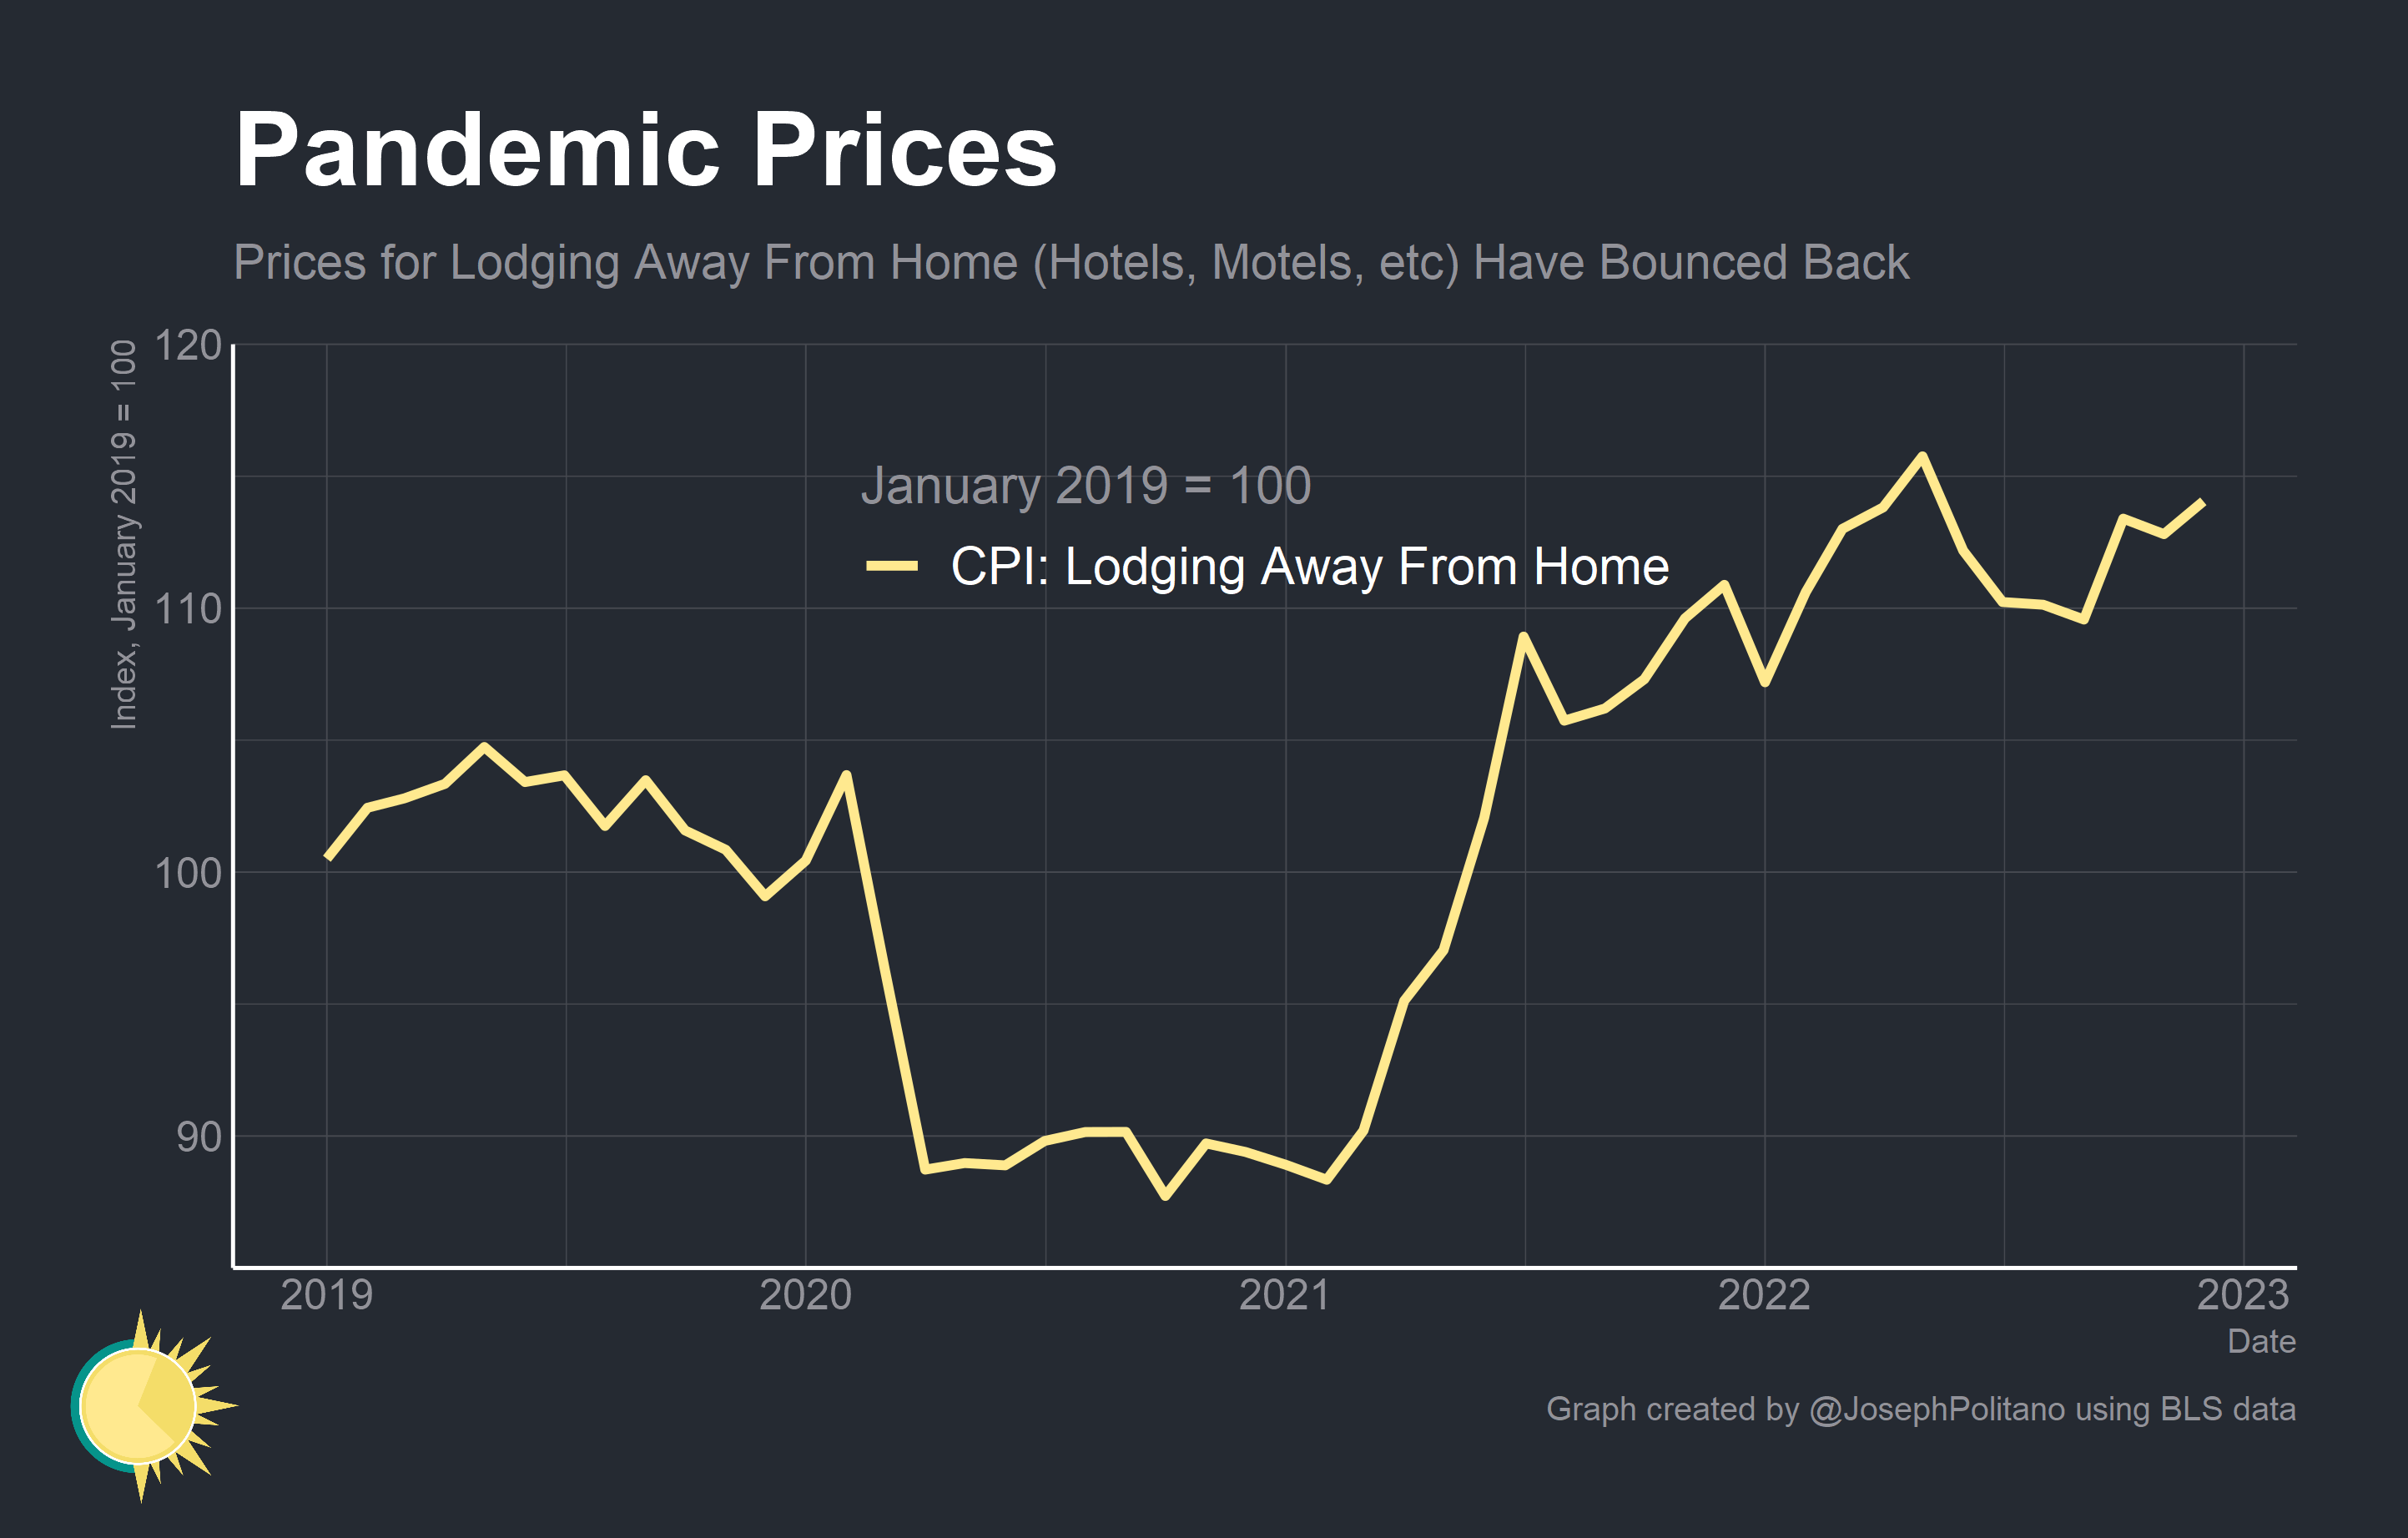 Pandemic Prices
Prices for Lodging Away From Home (Hotels, Motels, etc) Have Bounced Back
Index, January 2019 = 100
120
110
100
90
January 2019 = 100
CPI: Lodging Away From Home
2019
2020
2021
2022
2023
Date
Graph created by @JosephPolitano using BLS data